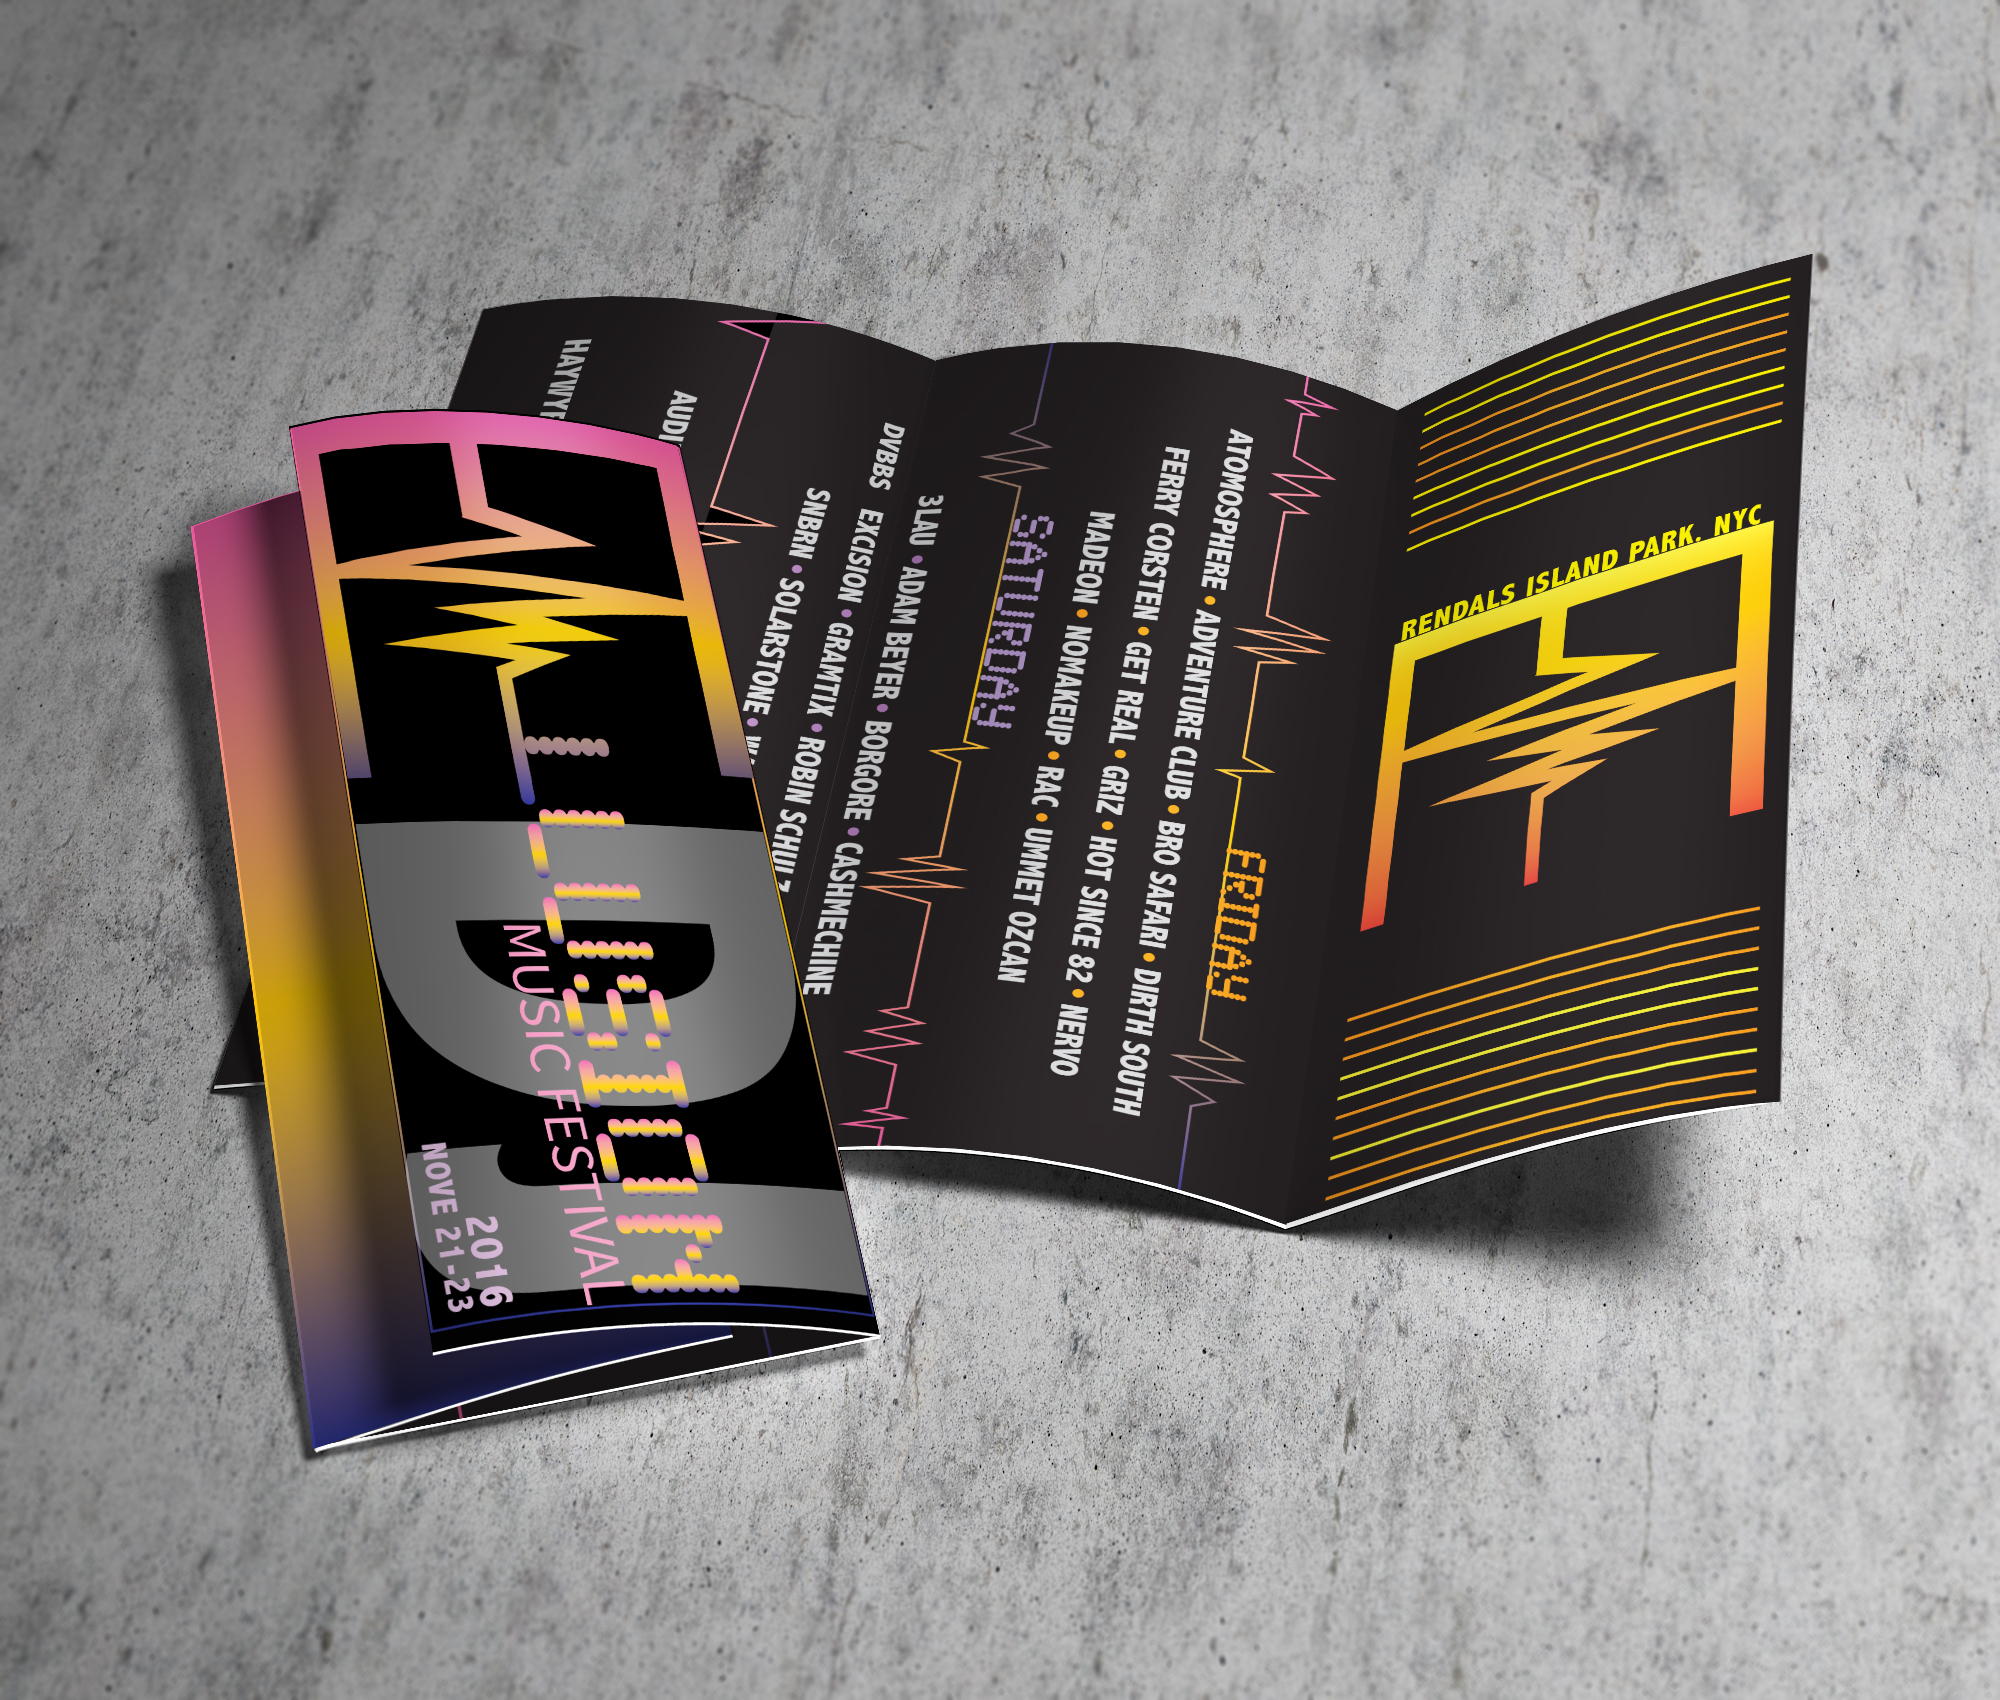 ELLUSION
MUSIC FESTIVAL
2016
NOVE 21-23
DJ
RENDALS ISLAND PARK. NYC
FRIDAY
ATOMOSPHERE • ADVENTURE CLUB • BRO SAFARI • DIRTH SOUTH
FERRY CORSTEN • GET REAL • GRIZ • HOT SINCE 82 • NERVO
MADEON • NOMAKEUP • RAC • UMMET OZCAN
SATURDAY
3LAU • ADAM BEYER • BORGORE • CASHMECHINE
DVBBS EXCISION • GRAMTIX • ROBIN SCHULZ
SNBRN • SOLARSTONE •